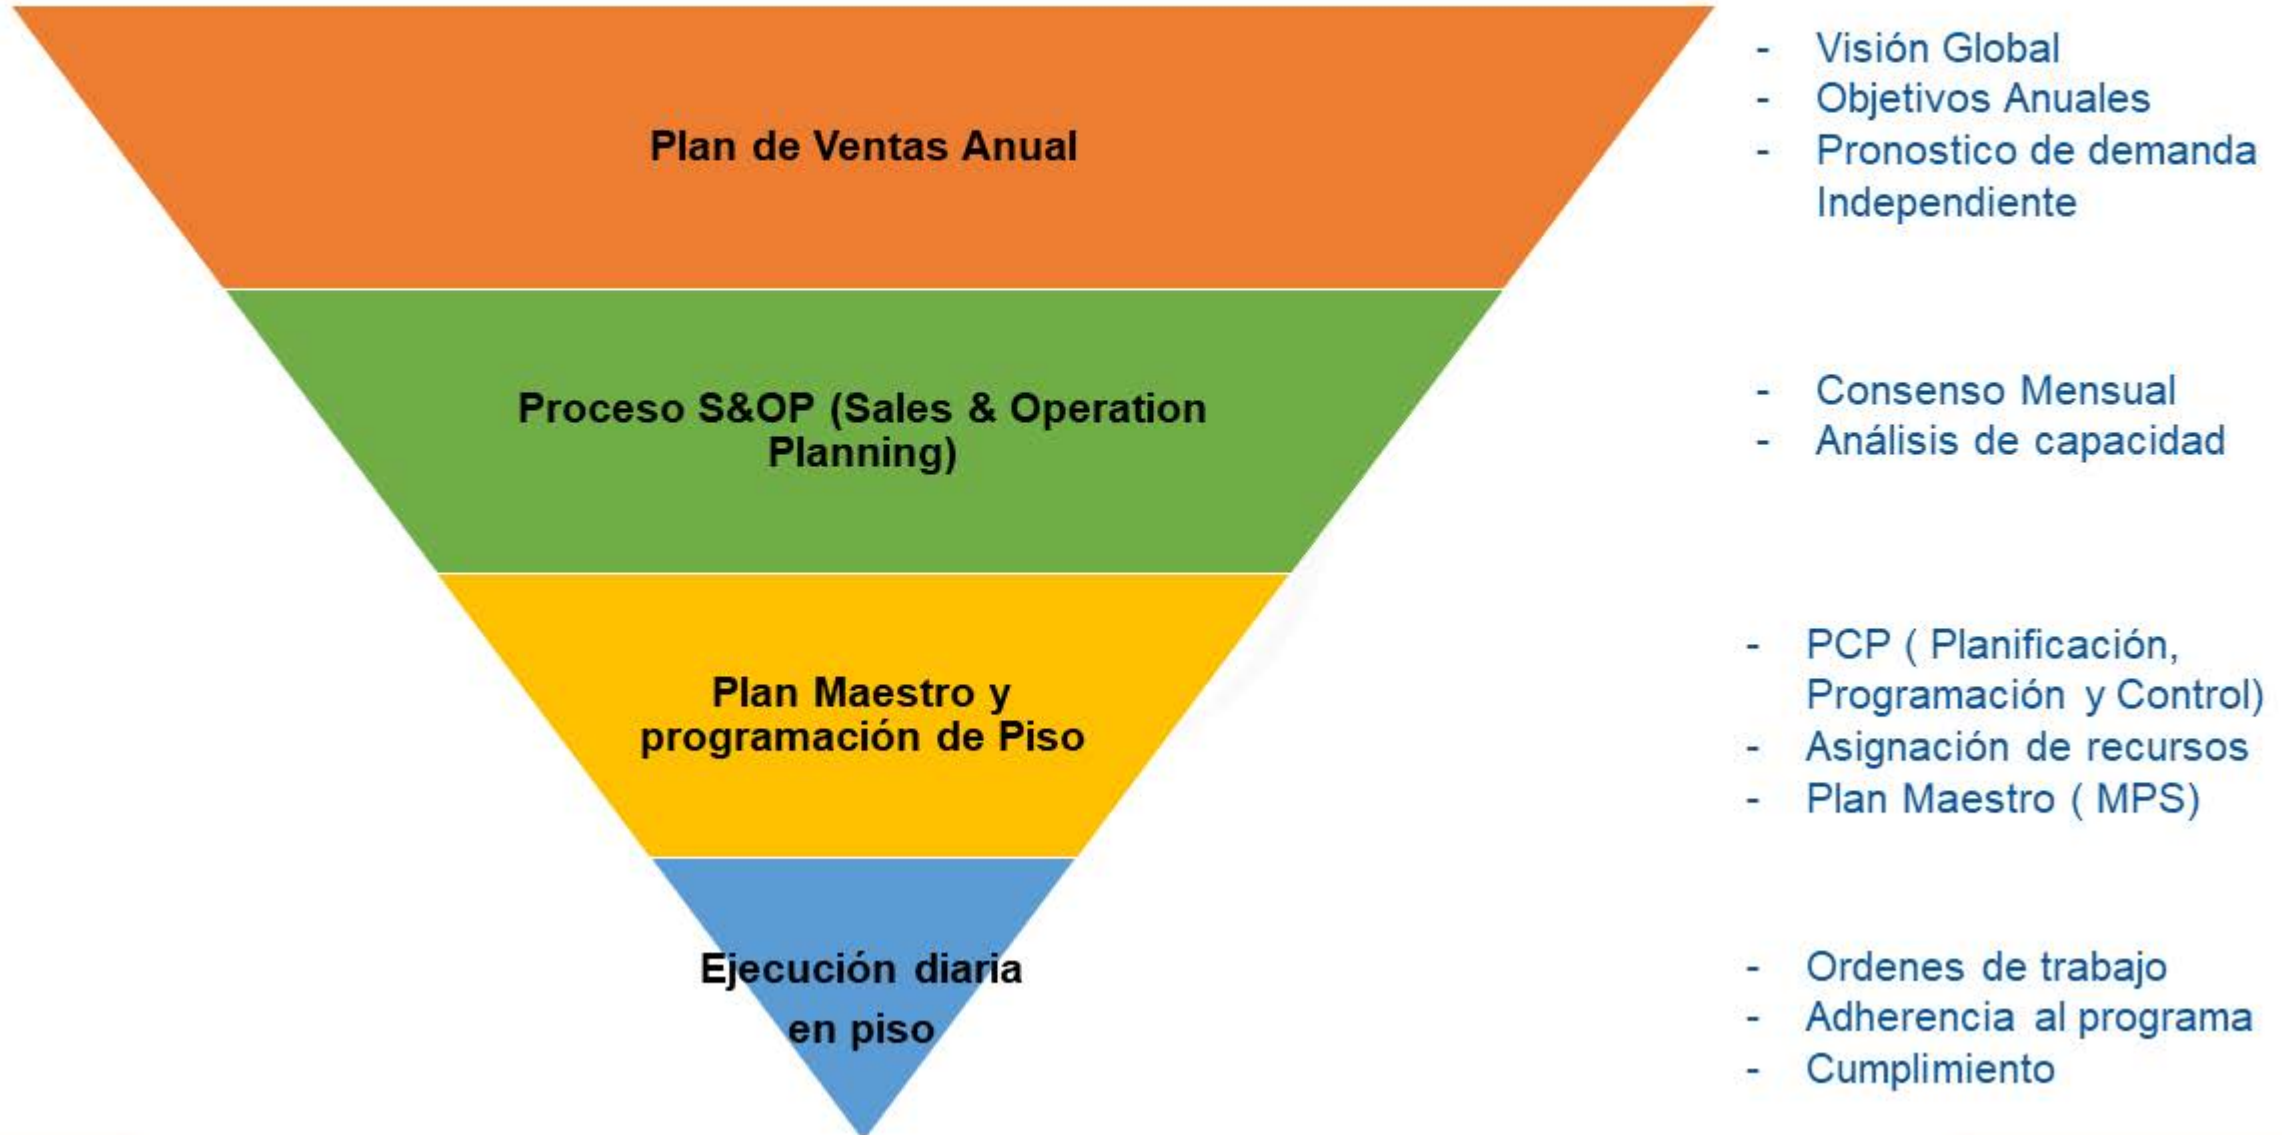 Plan de Ventas Anual
- Visión Global
- Objetivos Anuales
- Pronostico de demanda
Independiente
Proceso S&OP (Sales & Operation
Planning)
- Consenso Mensual
- Análisis de capacidad
Plan Maestro y
programación de Piso
- PCP ( Planificación,
Programación y Control)
- Asignación de recursos
- Plan Maestro ( MPS)
Ejecución diaria
en piso
- Ordenes de trabajo
- Adherencia al programa
- Cumplimiento